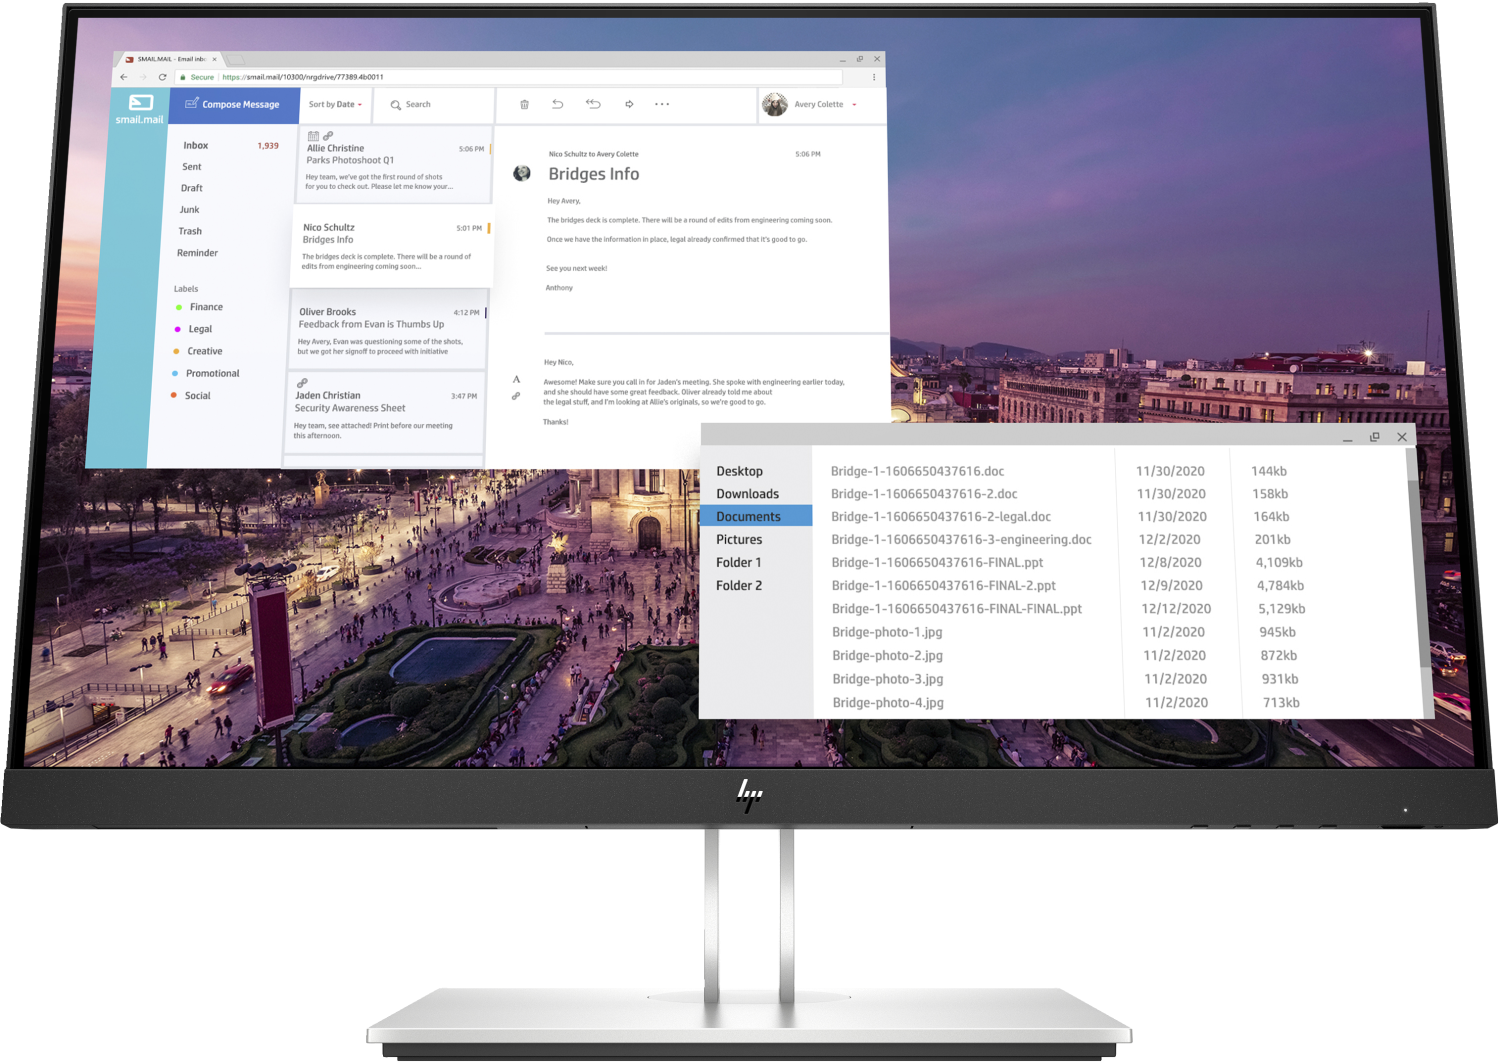 SMAIL.MAIL - Email inbo
Secure https://smail.mail/10300/nrgdrive/77389.4b0011
smail.mail
Compose Message
Sort by Date
Search
Avery Colette
Inbox 1,939
Sent
Draft
Junk
Trash
Reminder
Labels
Finance
Legal
Creative
Promotional
Social
Allie Christine 5:06 PM
Parks Photoshoot Q1
Hey team, we've got the first round of shots
for you to check out. Please let me know your...
Nico Schultz 5:01 PM
Bridges Info
The bridges deck is complete. There will be a round of
edits from engineering coming soon...
Oliver Brooks 4:12 PM
Feedback from Evan is Thumbs Up
Hey Avery, Evan was questioning some of the shots,
but we got her signoff to proceed with initiative
Jaden Christian 3:47 PM
Security Awareness Sheet
Hey team, see attached! Print before our meeting
this afternoon.
Nico Schultz to Avery Colette 5:06 PM
Bridges Info
Hey Avery,
The bridges deck is complete. There will be a round of edits from engineering coming soon.
Once we have the information in place, legal already confirmed that it's good to go.
See you next week!
Anthony
Hey Nico,
A
Awesome! Make sure you call in for Jaden's meeting. She spoke with engineering earlier today,
and she should have some great feedback. Oliver already told me about
the legal stuff, and I'm looking at Allie's originals, so we're good to go.
Thanks!
Desktop
Downloads
Documents
Pictures
Folder 1
Folder 2
Bridge-1-1606650437616.doc 11/30/2020 144kb
Bridge-1-1606650437616-2.doc 11/30/2020 158kb
Bridge-1-1606650437616-2-legal.doc 11/30/2020 164kb
Bridge-1-1606650437616-3-engineering.doc 12/2/2020 201kb
Bridge-1-1606650437616-FINAL.ppt 12/8/2020 4,109kb
Bridge-1-1606650437616-FINAL-2.ppt 12/9/2020 4,784kb
Bridge-1-1606650437616-FINAL-FINAL.ppt 12/12/2020 5,129kb
Bridge-photo-1.jpg 11/2/2020 945kb
Bridge-photo-2.jpg 11/2/2020 872kb
Bridge-photo-3.jpg 11/2/2020 931kb
Bridge-photo-4.jpg 11/2/2020 713kb
hp